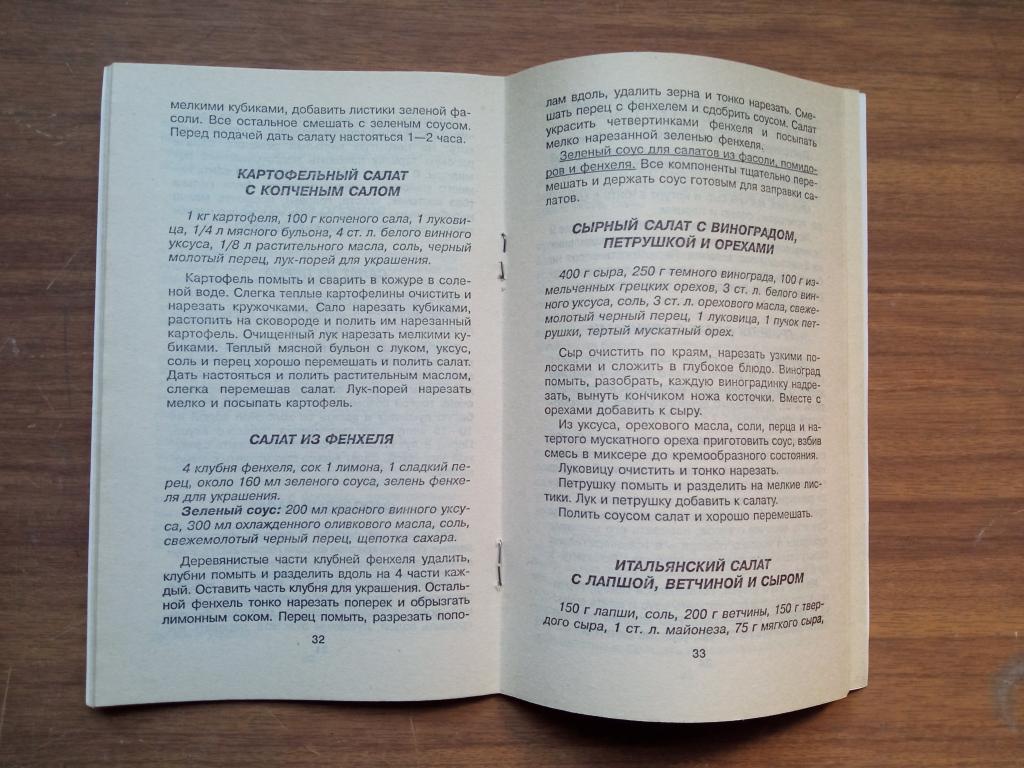 мелкими кубиками, добавить листики зеленой фа-
соли. Все остальное смешать с зеленым соусом.
Перед подачей дать салату настояться 1—2 часа.
КАРТОФЕЛЬНЫЙ САЛАТ
С КОПЧЕНЫМ САЛОМ
1 кг картофеля, 100 г копченого сала, 1 лукови-
ца, 1/4 л мясного бульона, 4 ст. л. белого винного
уксуса, 1/8 л растительного масла, соль, черный
молотый перец, лук-порей для украшения.
Картофель помыть и сварить в кожуре в соле-
ной воде. Слегка теплые картофелины очистить и
нарезать кружочками. Сало нарезать кубиками,
растопить на сковороде и полить им нарезанный
картофель. Очищенный лук нарезать мелкими ку-
биками. Теплый мясной бульон с луком, уксус,
соль и перец хорошо перемешать и полить салат.
Дать настояться и полить растительным маслом,
слегка перемешав салат. Лук-порей нарезать
мелко и посыпать картофель.
САЛАТ ИЗ ФЕНХЕЛЯ
4 клубня фенхеля, сок 1 лимона, 1 сладкий пе-
рец, около 160 мл зеленого соуса, зелень фенхе-
ля для украшения.
Зеленый соус: 200 мл красного винного уксу-
са, 300 мл охлажденного оливкового масла, соль,
свежемолотый черный перец, щепотка сахара.
Деревянистые части клубней фенхеля удалить,
клубни помыть и разделить вдоль на 4 части каж-
дый. Оставить часть клубня для украшения. Осталь-
ной фенхель тонко нарезать поперек и обрызгать
лимонным соком. Перец помыть, разрезать попо-
32
лам вдоль, удалить зерна и тонко нарезать. Сме-
шать перец с фенхелем и сдобрить соусом. Салат
украсить четвертинками фенхеля и посыпать
мелко нарезанной зеленью фенхеля.
Зеленый соус для салатов из фасоли, помидо-
ров и фенхеля. Все компоненты тщательно пере-
мешать и держать соус готовым для заправки са-
латов.
СЫРНЫЙ САЛАТ С ВИНОГРАДОМ,
ПЕТРУШКОЙ И ОРЕХАМИ
400 г сыра, 250 г темного винограда, 100 г из-
мельченных грецких орехов, 3 ст. л. белого вин-
ного уксуса, соль, 3 ст. л. орехового масла, свеже-
молотый черный перец, 1 луковица, 1 пучок пет-
рушки, тертый мускатный орех.
Сыр очистить по краям, нарезать узкими по-
лосками и сложить в глубокое блюдо. Виноград
помыть, разобрать, каждую виноградинку надре-
зать, вынуть кончиком ножа косточки. Вместе с
орехами добавить к сыру.
Из уксуса, орехового масла, соли, перца и на-
тертого мускатного ореха приготовить соус, взбив
смесь в миксере до кремообразного состояния.
Луковицу очистить и тонко нарезать.
Петрушку помыть и разделить на мелкие лис-
тики. Лук и петрушку добавить к салату.
Полить соусом салат и хорошо перемешать.
ИТАЛЬЯНСКИЙ САЛАТ
С ЛАПШОЙ, ВЕТЧИНОЙ И СЫРОМ
150 г лапши, соль, 200 г ветчины, 150 г твер-
дого сыра, 1 ст. л. майонеза, 75 г мягкого сыра,
33